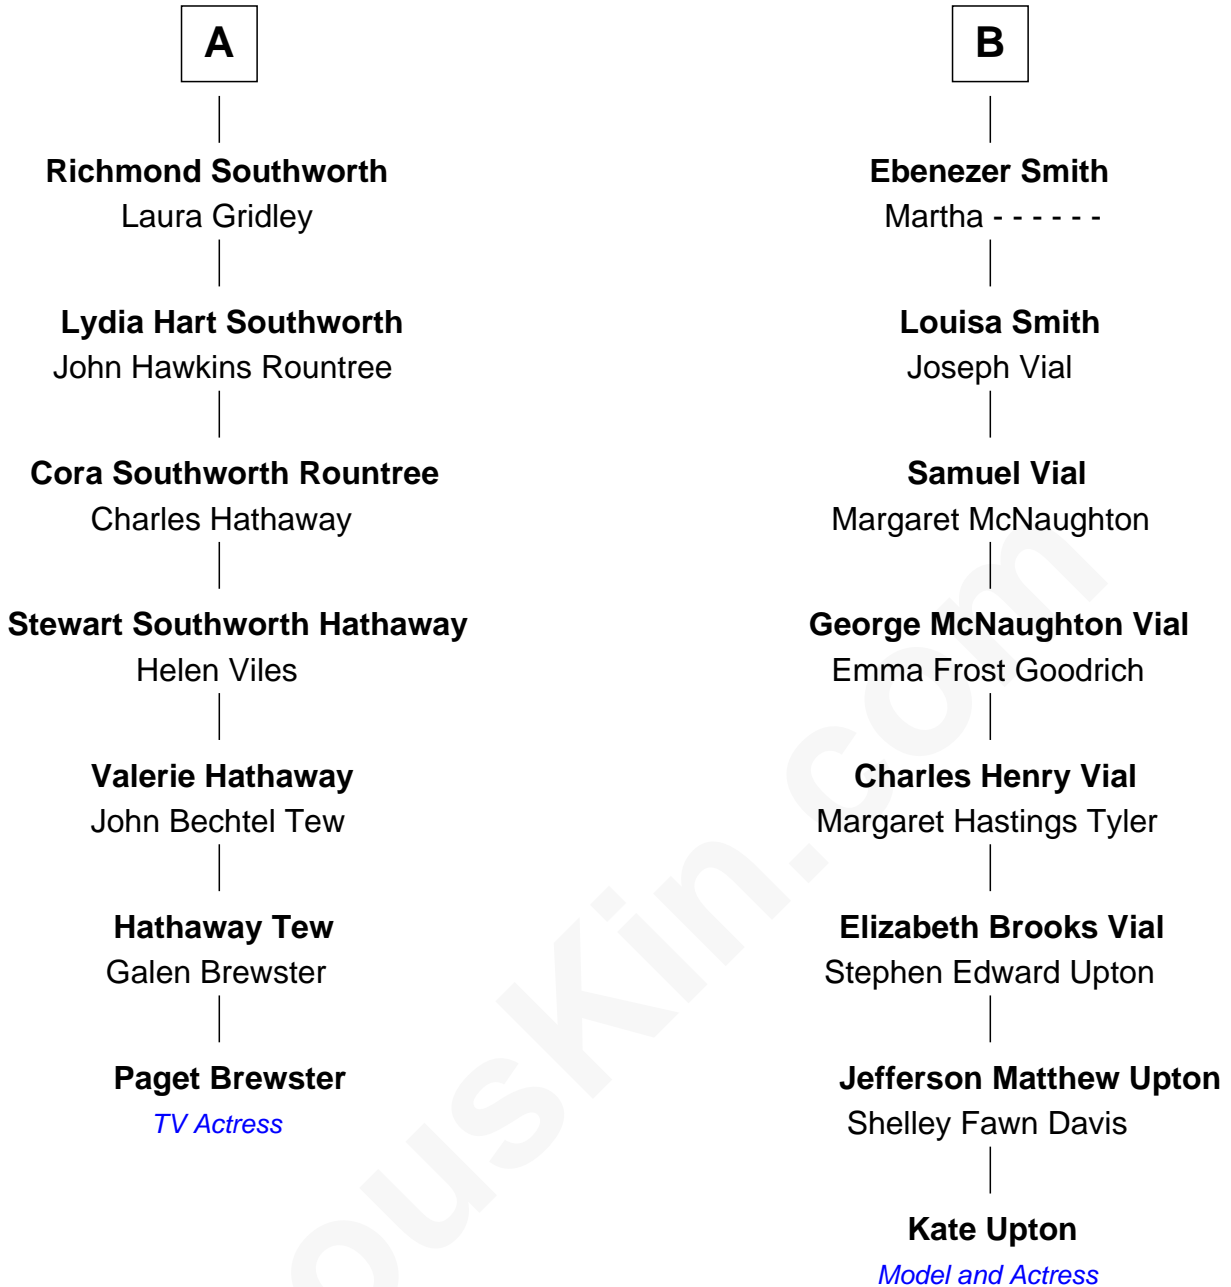 A
Richmond Southworth
Laura Gridley
Lydia Hart Southworth
John Hawkins Rountree
Cora Southworth Rountree
Charles Hathaway
Stewart Southworth Hathaway
Helen Viles
Valerie Hathaway
John Bechtel Tew
Hathaway Tew
Galen Brewster
Paget Brewster
TV Actress
B
Ebenezer Smith
Martha - - - - - -
Louisa Smith
Joseph Vial
Samuel Vial
Margaret McNaughton
George McNaughton Vial
Emma Frost Goodrich
Charles Henry Vial
Margaret Hastings Tyler
Elizabeth Brooks Vial
Stephen Edward Upton
Jefferson Matthew Upton
Shelley Fawn Davis
Kate Upton
Model and Actress
ousKin.com